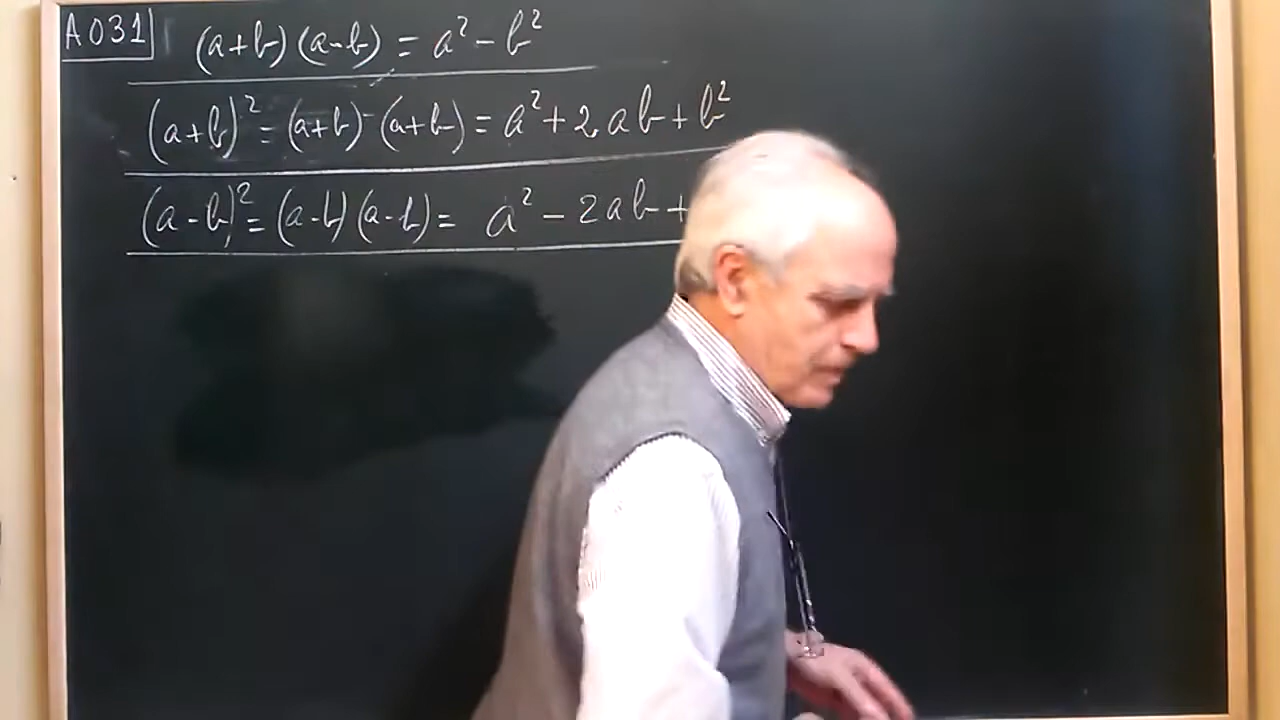 A031
(a+b)(a-b) = a² - b²
(a+b)² = (a+b)·(a+b) = a² + 2ab + b²
(a-b)² = (a-b)(a-b) = a² - 2ab +